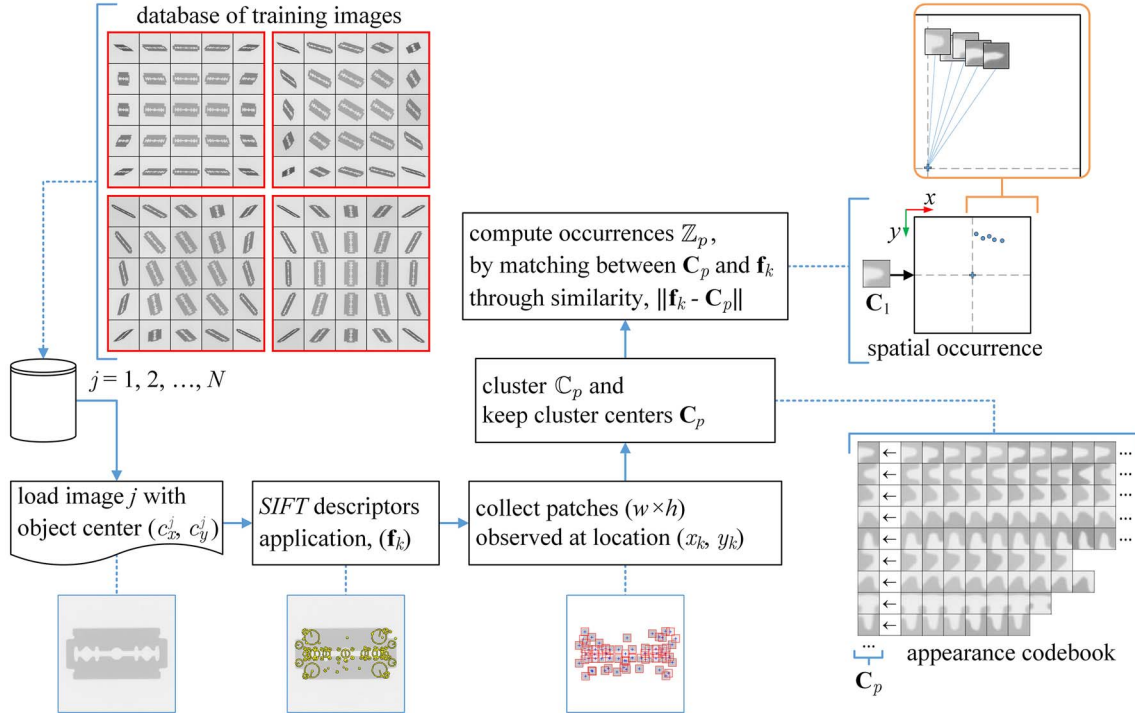 database of training images
j = 1, 2, …, N
load image j with
object center (c_x^j, c_y^j)
SIFT descriptors
application, (f_k)
collect patches (w×h)
observed at location (x_k, y_k)
cluster ℂ_p and
keep cluster centers C_p
compute occurrences ℤ_p,
by matching between C_p and f_k
through similarity, ||f_k - C_p||
x
y
C_1
spatial occurrence
←
...
←
...
←
...
←
...
←
...
←
←
←
←
...
appearance codebook
C_p